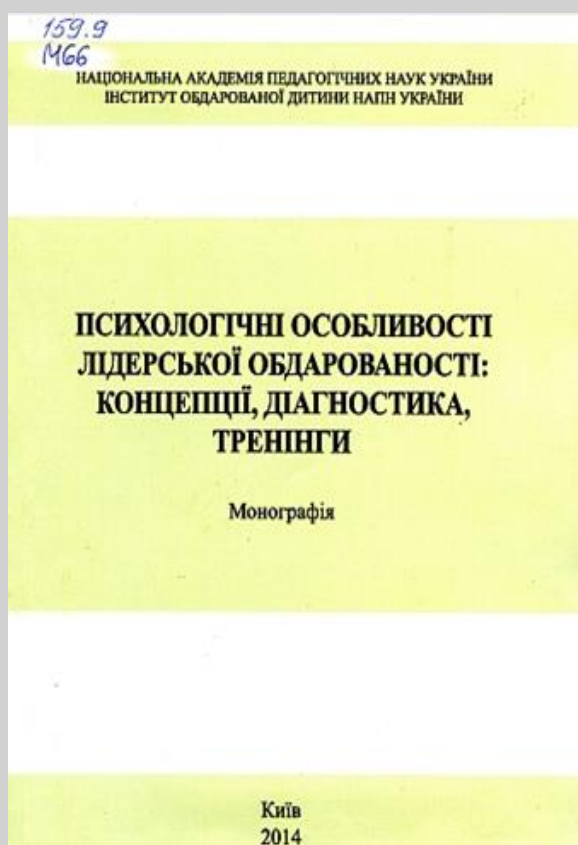 159.9
М66
НАЦІОНАЛЬНА АКАДЕМІЯ ПЕДАГОГІЧНИХ НАУК УКРАЇНИ
ІНСТИТУТ ОБДАРОВАНОЇ ДИТИНИ НАПН УКРАЇНИ
ПСИХОЛОГІЧНІ ОСОБЛИВОСТІ
ЛІДЕРСЬКОЇ ОБДАРОВАНОСТІ:
КОНЦЕПЦІЇ, ДІАГНОСТИКА,
ТРЕНІНГИ
Монографія
Київ
2014